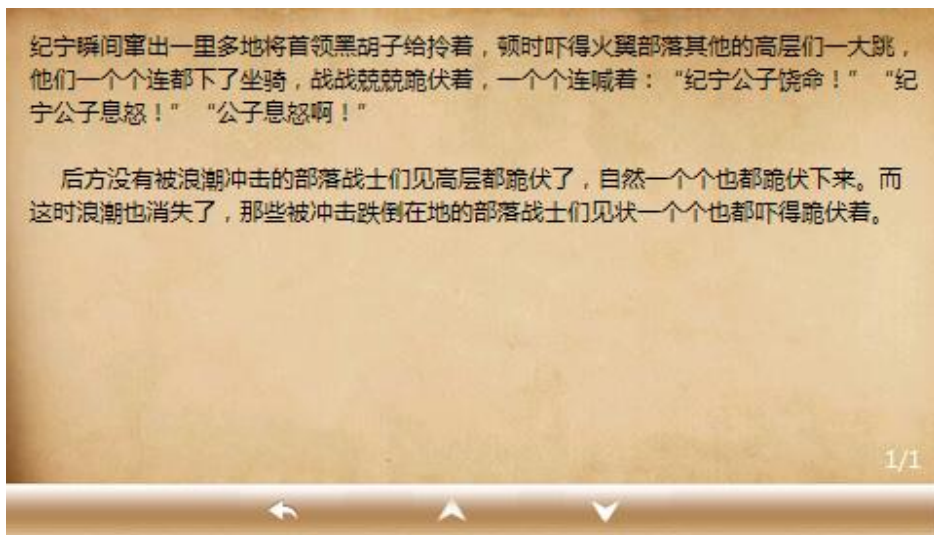 纪宁瞬间窜出一里多地将首领黑胡子给拎着，顿时吓得火翼部落其他的高层们一大跳，
他们一个个连都下了坐骑，战战兢兢跪伏着，一个个连喊着：“纪宁公子饶命！”“纪
宁公子息怒！”“公子息怒啊！”
后方没有被浪潮冲击的部落战士们见高层都跪伏了，自然一个个也都跪伏下来。而
这时浪潮也消失了，那些被冲击跌倒在地的部落战士们见状一个个也都吓得跪伏着。
1/1